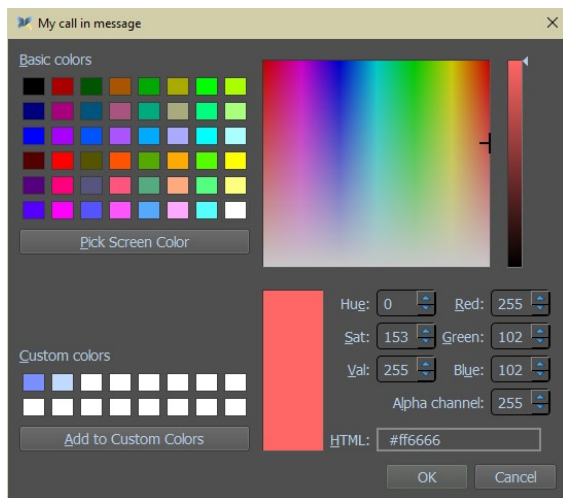 My call in message
Basic colors
Pick Screen Color
Custom colors
Add to Custom Colors
Hue: 0 Red: 255
Sat: 153 Green: 102
Val: 255 Blue: 102
Alpha channel: 255
HTML: #ff6666
OK Cancel